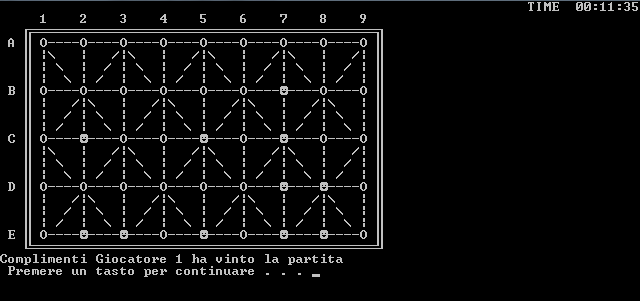 TIME 00:11:35
1 2 3 4 5 6 7 8 9
A O--O--O--O--O--O--O--O--O
B O--O--O--O--O--O-- --O--O
C O-- --O--O-- --O-- --O--O
D O--O--O--O--O--O-- -- --O
E O-- -- --O--O--O-- -- --O
Complimenti Giocatore 1 ha vinto la partita
Premere un tasto per continuare . . . _